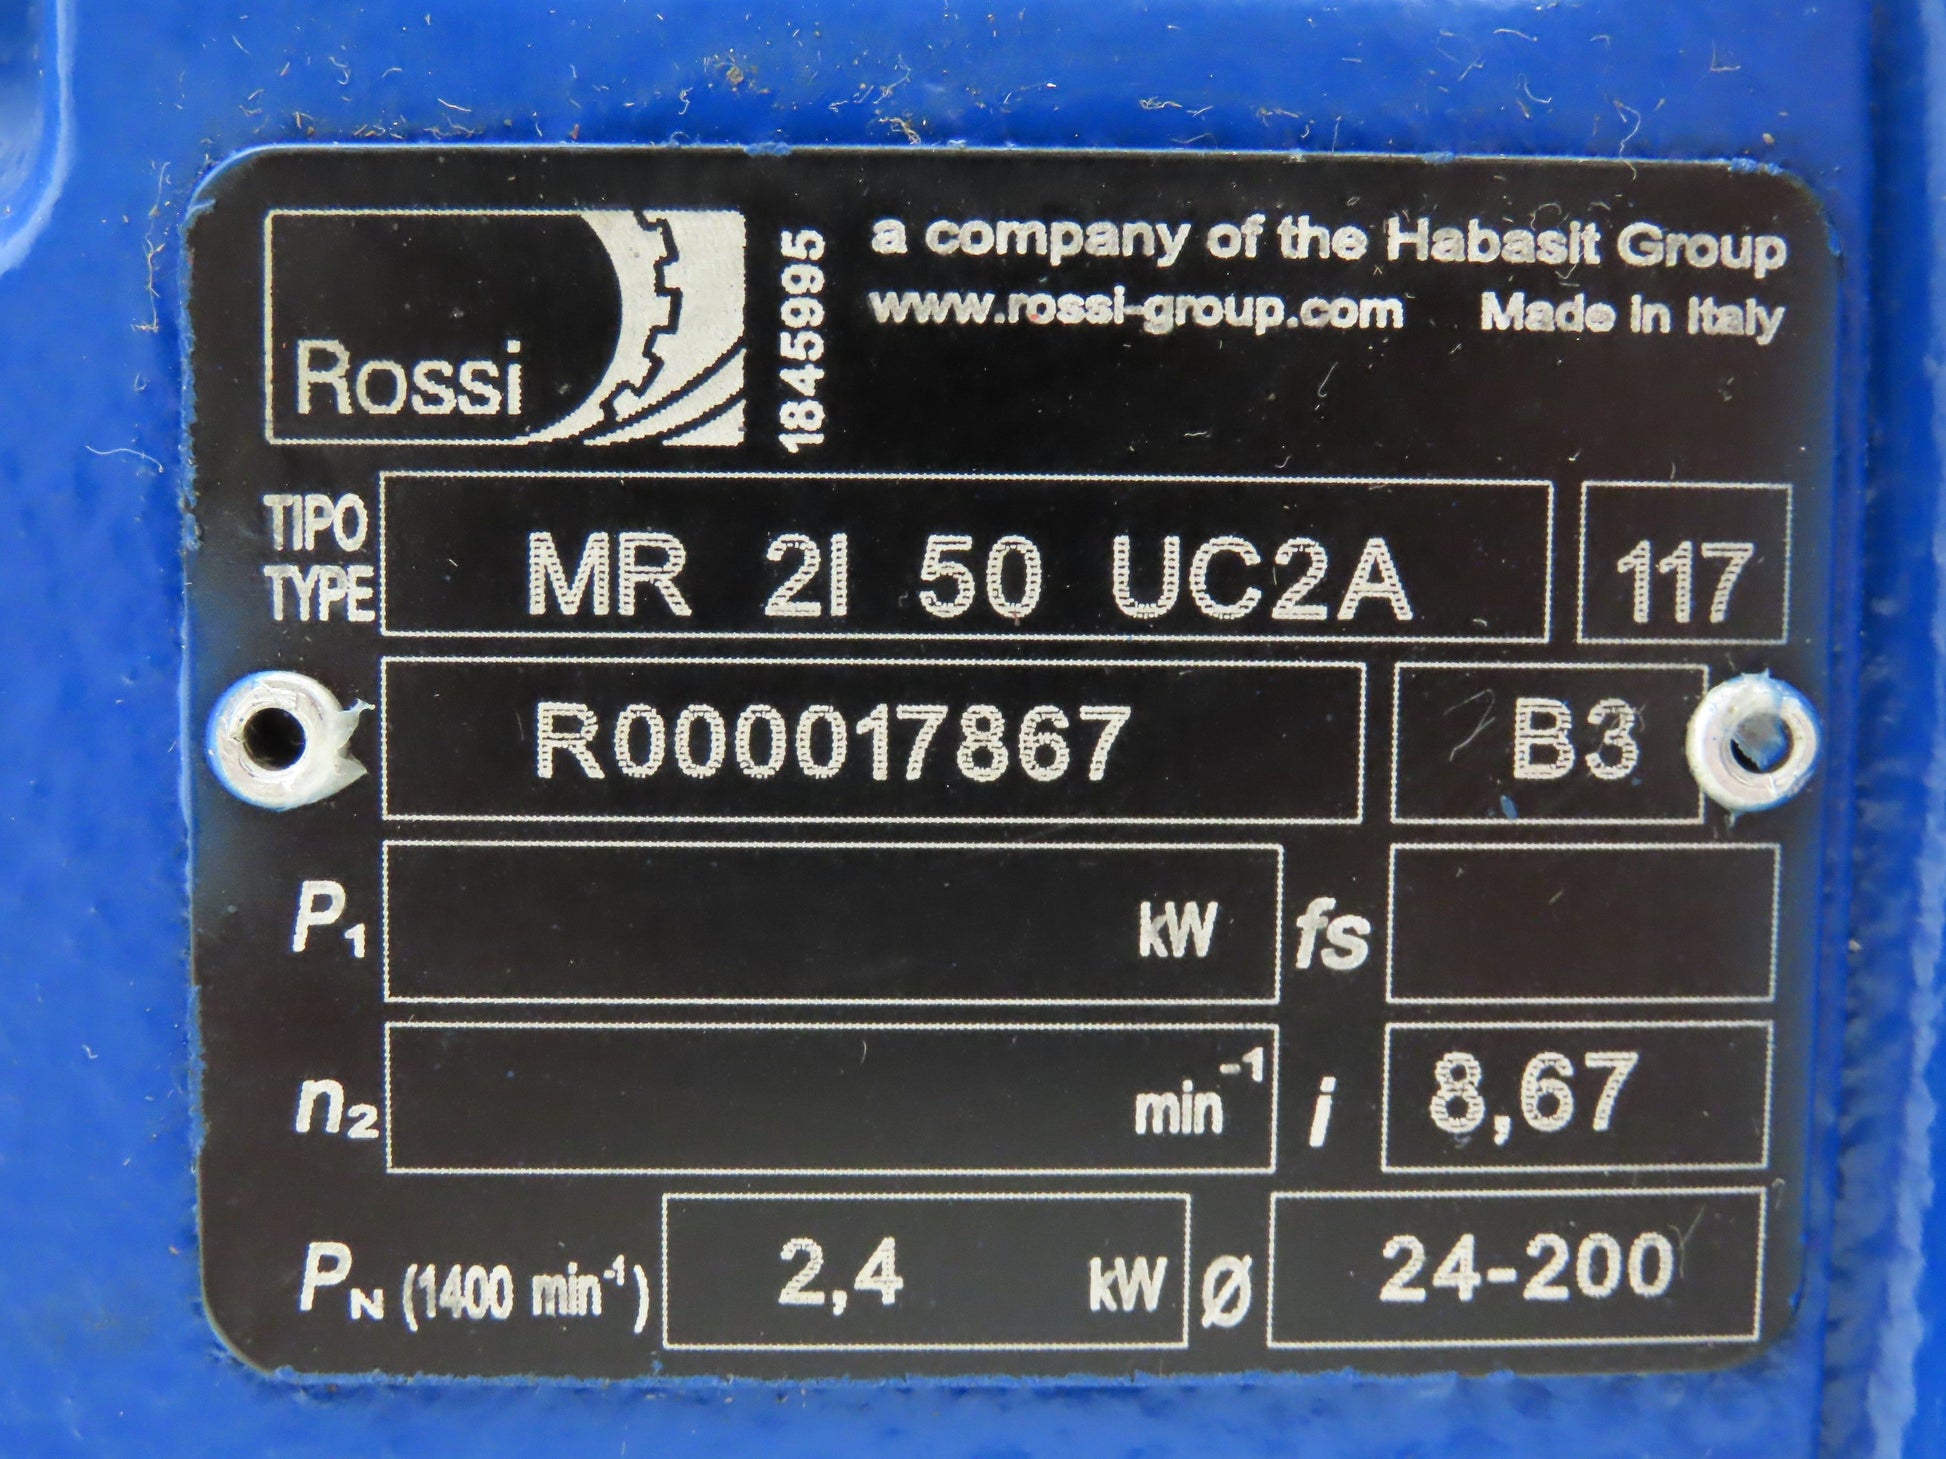 Rossi
1845995
a company of the Habasit Group
www.rossi-group.com Made in Italy
TIPO
TYPE
MR 2I 50 UC2A 117
R000017867 B3
P₁ kW fs
n₂ min⁻¹ i 8,67
PN (1400 min⁻¹) 2,4 kW Ø 24-200